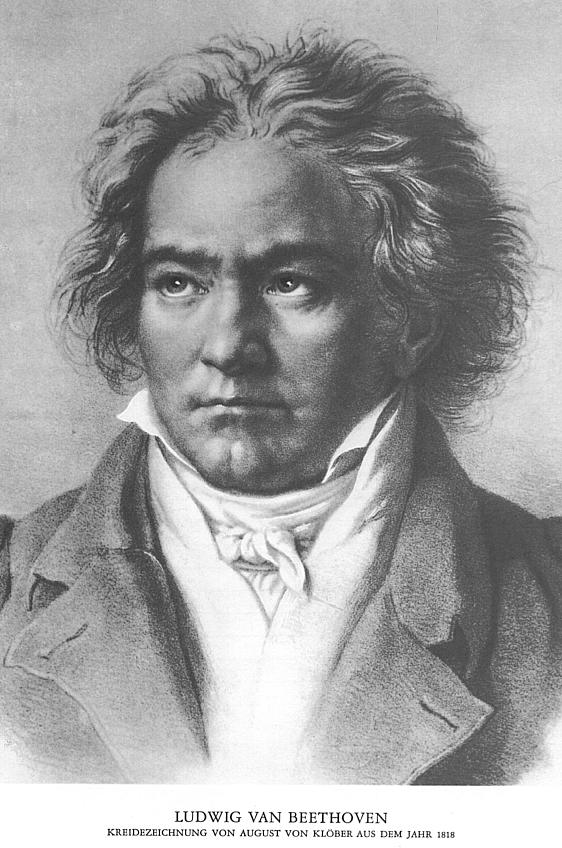 LUDWIG VAN BEETHOVEN
KREIDEZEICHNUNG VON AUGUST VON KLÖBER AUS DEM JAHR 1818